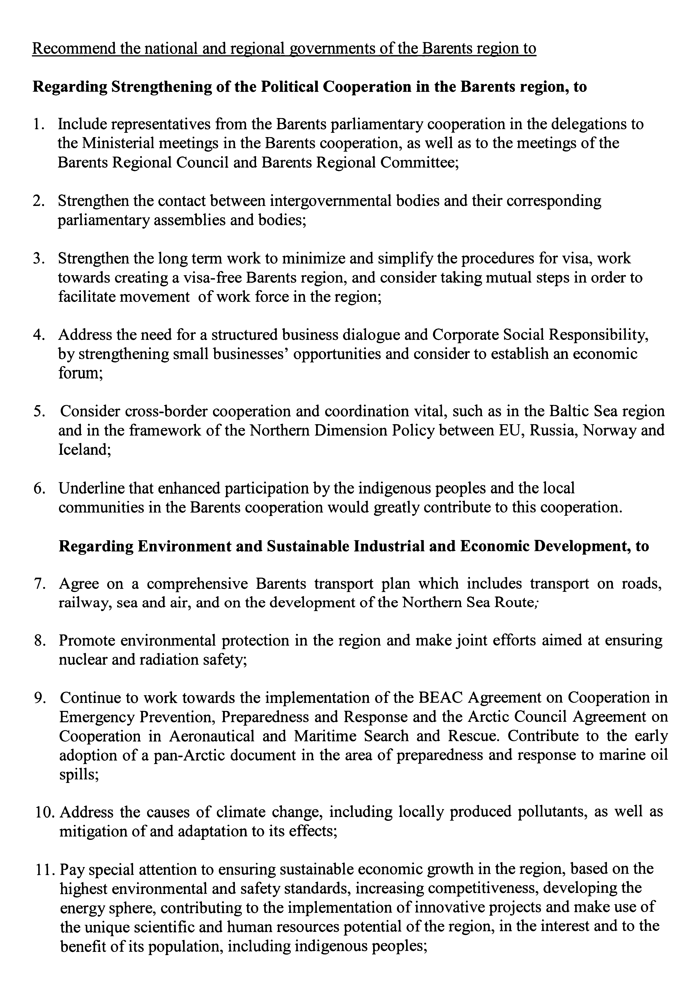 Recommend the national and regional governments of the Barents region to
Regarding Strengthening of the Political Cooperation in the Barents region, to
1. Include representatives from the Barents parliamentary cooperation in the delegations to
the Ministerial meetings in the Barents cooperation, as well as to the meetings of the
Barents Regional Council and Barents Regional Committee;
2. Strengthen the contact between intergovernmental bodies and their corresponding
parliamentary assemblies and bodies;
3. Strengthen the long term work to minimize and simplify the procedures for visa, work
towards creating a visa-free Barents region, and consider taking mutual steps in order to
facilitate movement of work force in the region;
4. Address the need for a structured business dialogue and Corporate Social Responsibility,
by strengthening small businesses’ opportunities and consider to establish an economic
forum;
5. Consider cross-border cooperation and coordination vital, such as in the Baltic Sea region
and in the framework of the Northern Dimension Policy between EU, Russia, Norway and
Iceland;
6. Underline that enhanced participation by the indigenous peoples and the local
communities in the Barents cooperation would greatly contribute to this cooperation.
Regarding Environment and Sustainable Industrial and Economic Development, to
7. Agree on a comprehensive Barents transport plan which includes transport on roads,
railway, sea and air, and on the development of the Northern Sea Route;
8. Promote environmental protection in the region and make joint efforts aimed at ensuring
nuclear and radiation safety;
9. Continue to work towards the implementation of the BEAC Agreement on Cooperation in
Emergency Prevention, Preparedness and Response and the Arctic Council Agreement on
Cooperation in Aeronautical and Maritime Search and Rescue. Contribute to the early
adoption of a pan-Arctic document in the area of preparedness and response to marine oil
spills;
10. Address the causes of climate change, including locally produced pollutants, as well as
mitigation of and adaptation to its effects;
11. Pay special attention to ensuring sustainable economic growth in the region, based on the
highest environmental and safety standards, increasing competitiveness, developing the
energy sphere, contributing to the implementation of innovative projects and make use of
the unique scientific and human resources potential of the region, in the interest and to the
benefit of its population, including indigenous peoples;